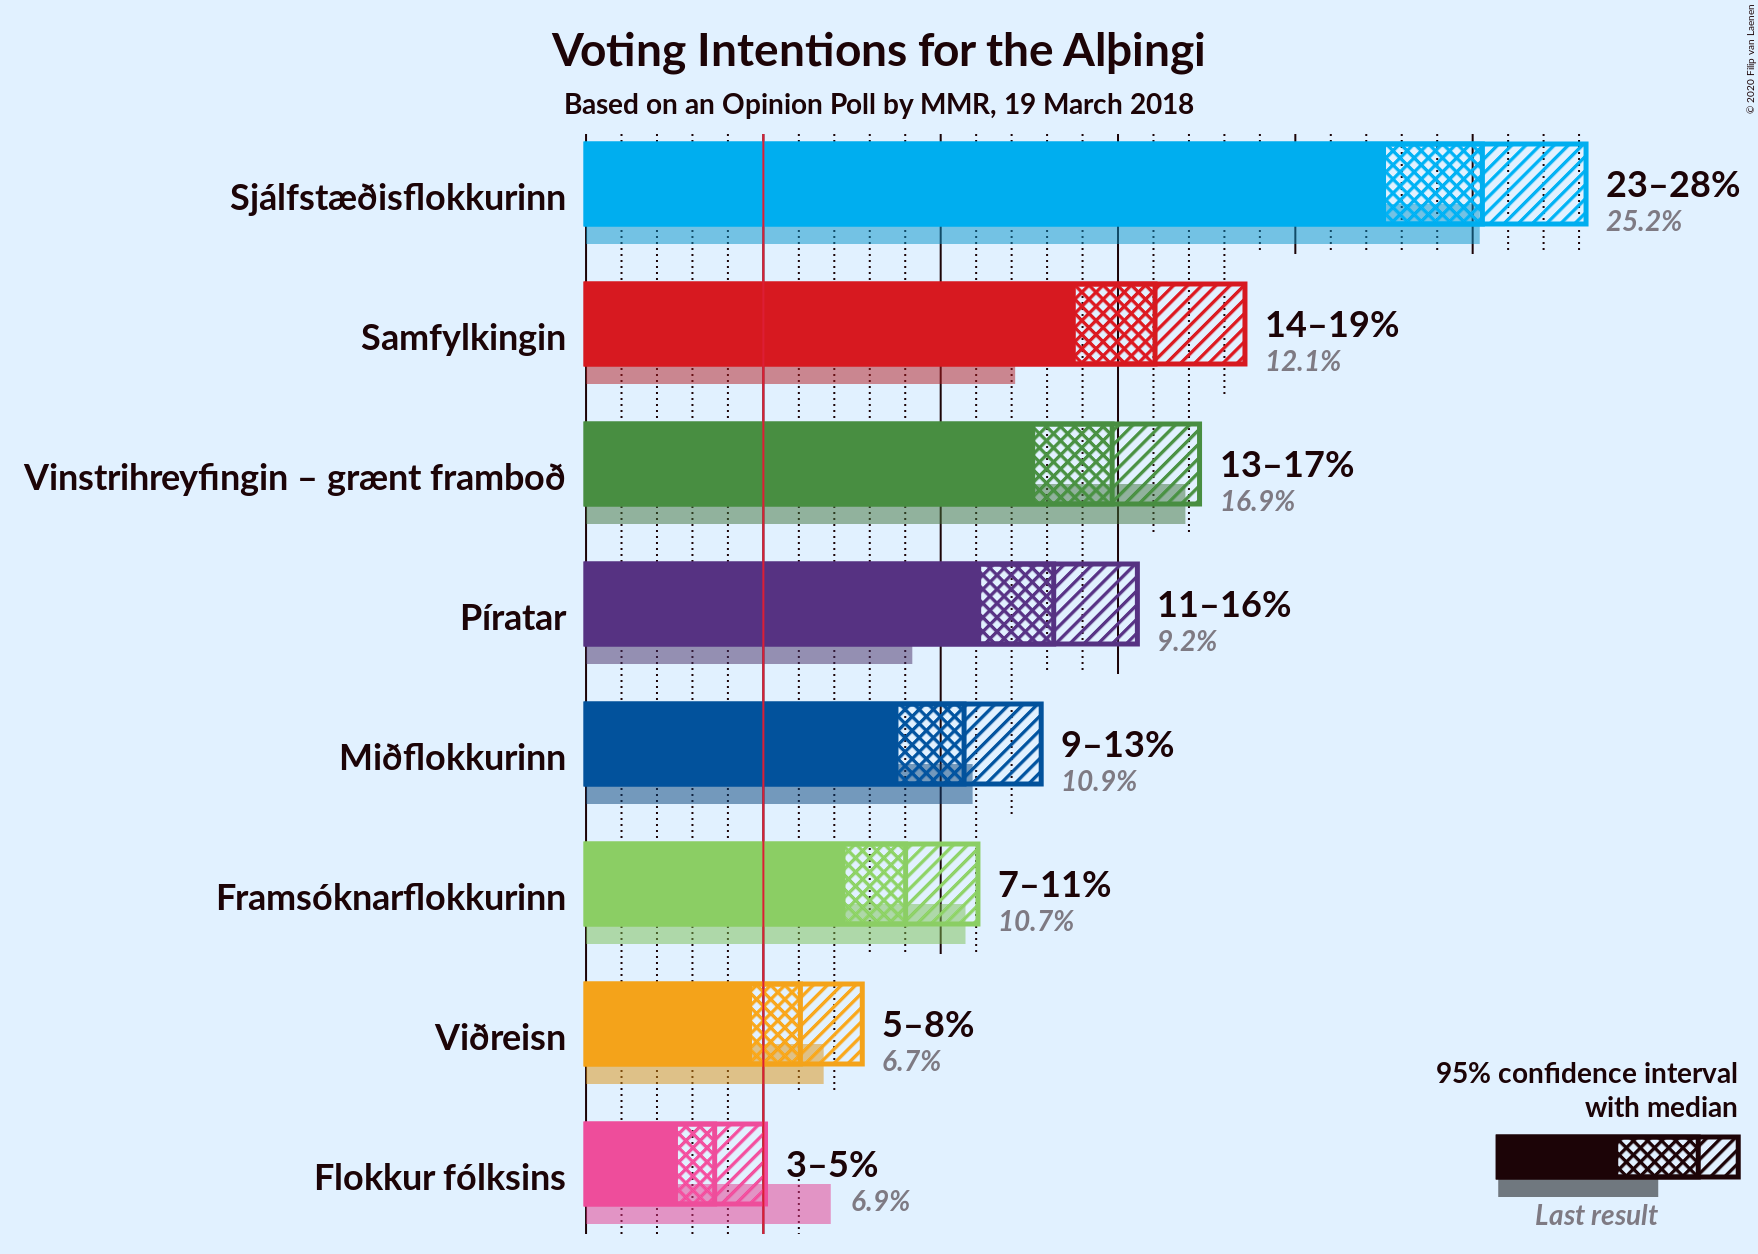 Voting Intentions for the Alþingi
Based on an Opinion Poll by MMR, 19 March 2018
© 2020 Filip van Laenen
Sjálfstæðisflokkurinn
23–28%
25.2%
Samfylkingin
14–19%
12.1%
Vinstrihreyfingin – grænt framboð
13–17%
16.9%
Píratar
11–16%
9.2%
Miðflokkurinn
9–13%
10.9%
Framsóknarflokkurinn
7–11%
10.7%
Viðreisn
5–8%
6.7%
Flokkur fólksins
3–5%
6.9%
95% confidence interval
with median
Last result